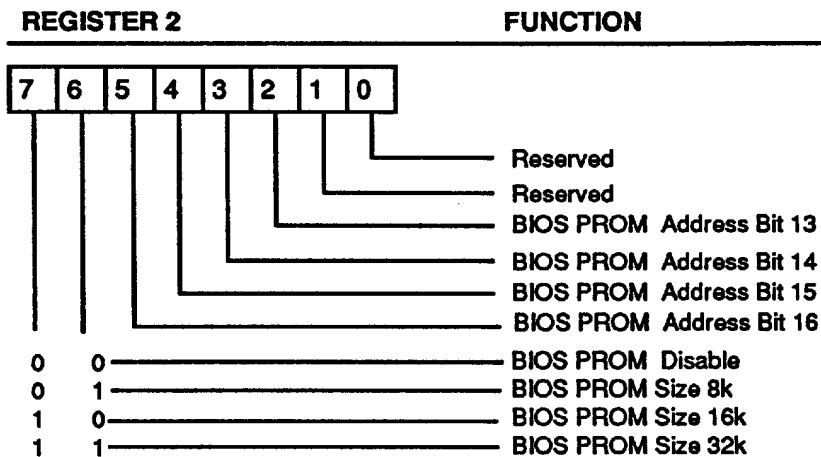 REGISTER 2 FUNCTION
7 6 5 4 3 2 1 0
Reserved
Reserved
BIOS PROM Address Bit 13
BIOS PROM Address Bit 14
BIOS PROM Address Bit 15
BIOS PROM Address Bit 16
0 0 BIOS PROM Disable
0 1 BIOS PROM Size 8k
1 0 BIOS PROM Size 16k
1 1 BIOS PROM Size 32k